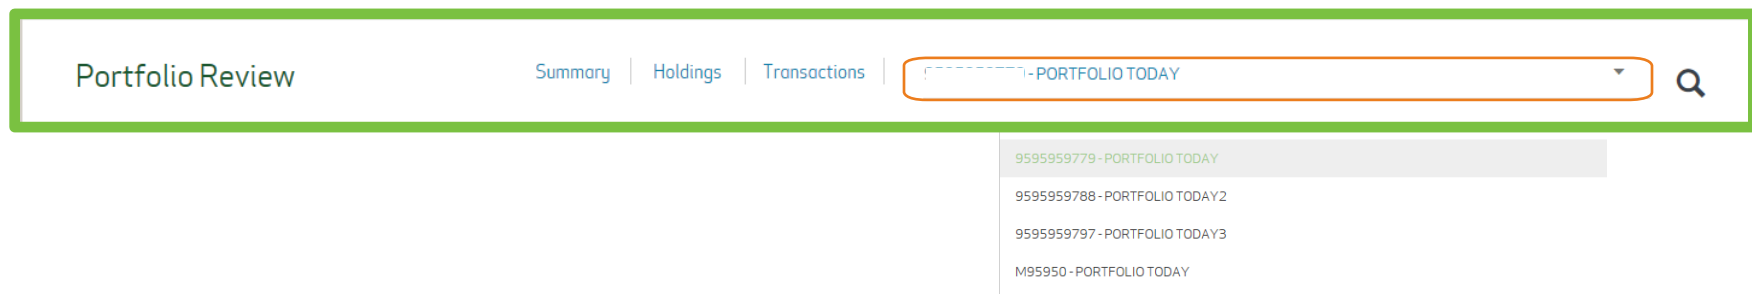 Portfolio Review
Summary
Holdings
Transactions
- PORTFOLIO TODAY
9595959779 - PORTFOLIO TODAY
9595959788 - PORTFOLIO TODAY2
9595959797 - PORTFOLIO TODAY3
M95950 - PORTFOLIO TODAY